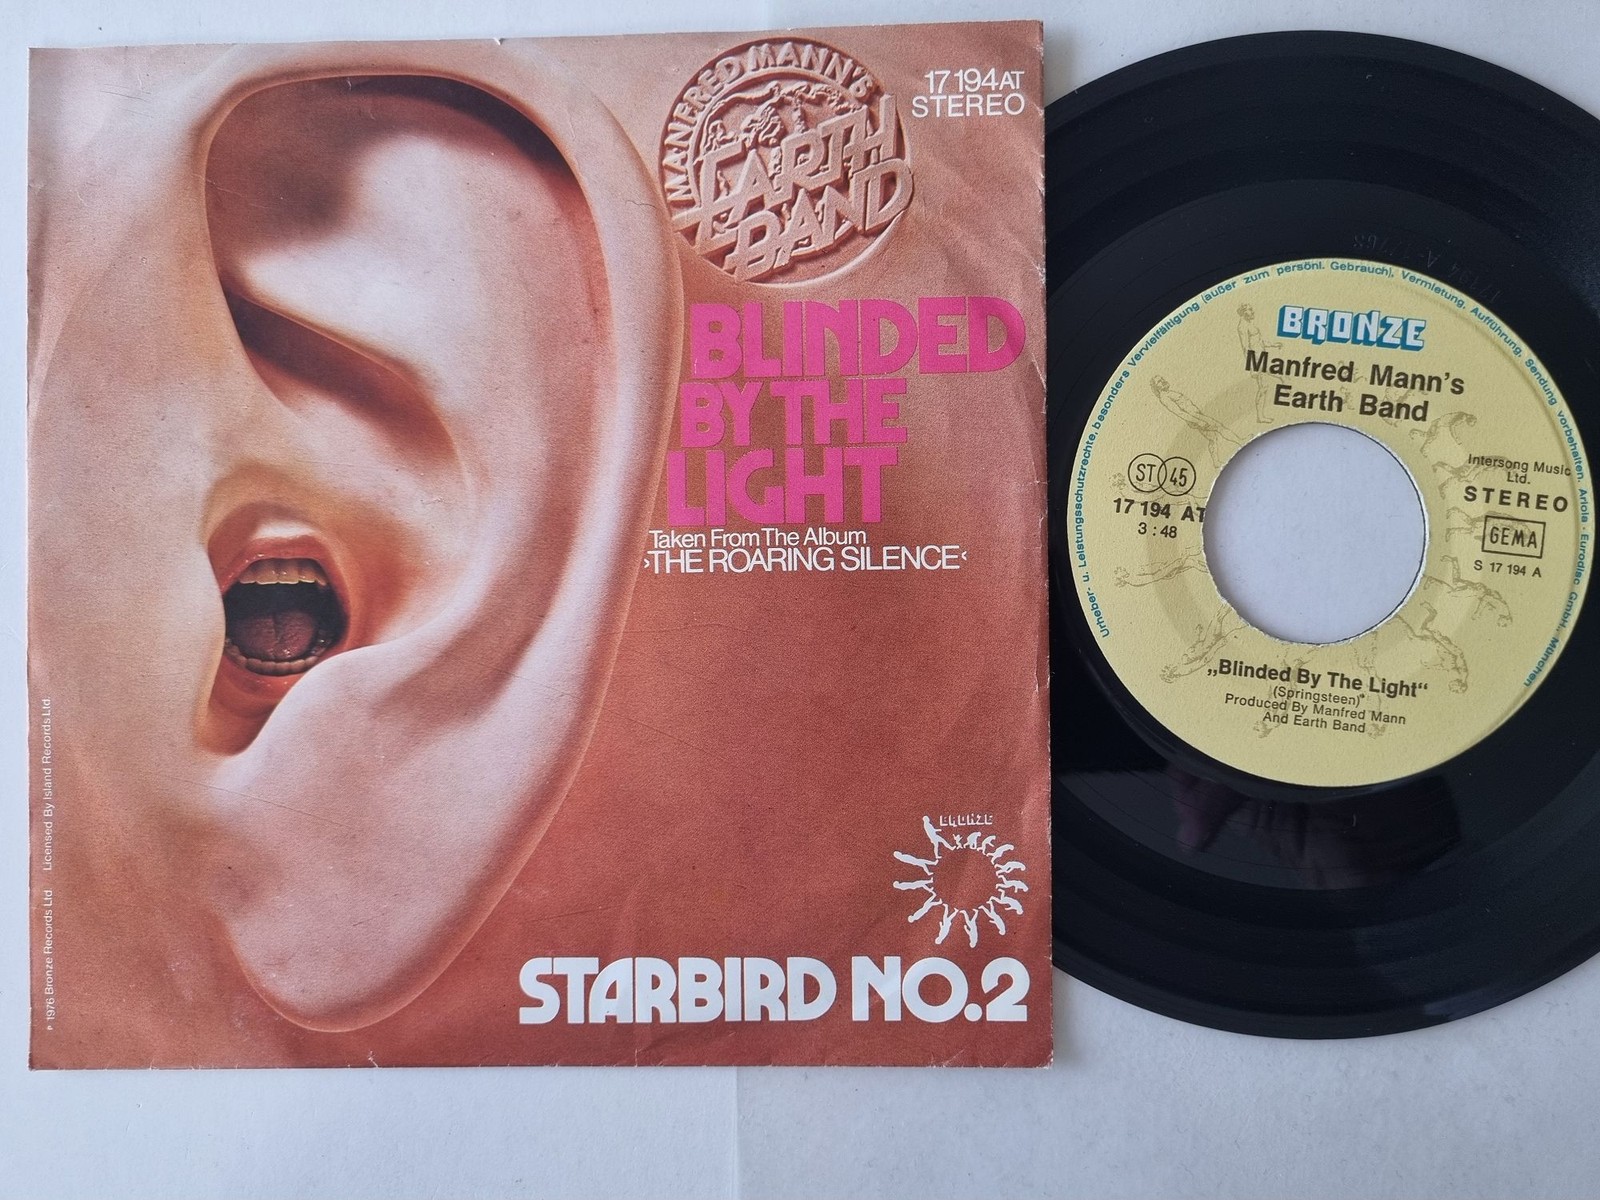 MANFRED MANN'S
EARTH
BAND
17 194 AT
STEREO
BLINDED
BY THE
LIGHT
Taken From The Album
›THE ROARING SILENCE‹
BRONZE
STARBIRD NO.2
℗ 1976 Bronze Records Ltd Licensed By Island Records Ltd
Urheber- u. Leistungsschutzrechte, besonders Vervielfältigung (außer zum persönl. Gebrauch), Vermietung, Aufführung, Sendung vorbehalten. Ariola - Eurodisc GmbH., München
BRONZE
Manfred Mann's
Earth Band
ST 45
17 194 AT
3:48
Intersong Music
Ltd.
STEREO
GEMA
S 17 194 A
„Blinded By The Light“
(Springsteen)
Produced By Manfred Mann
And Earth Band